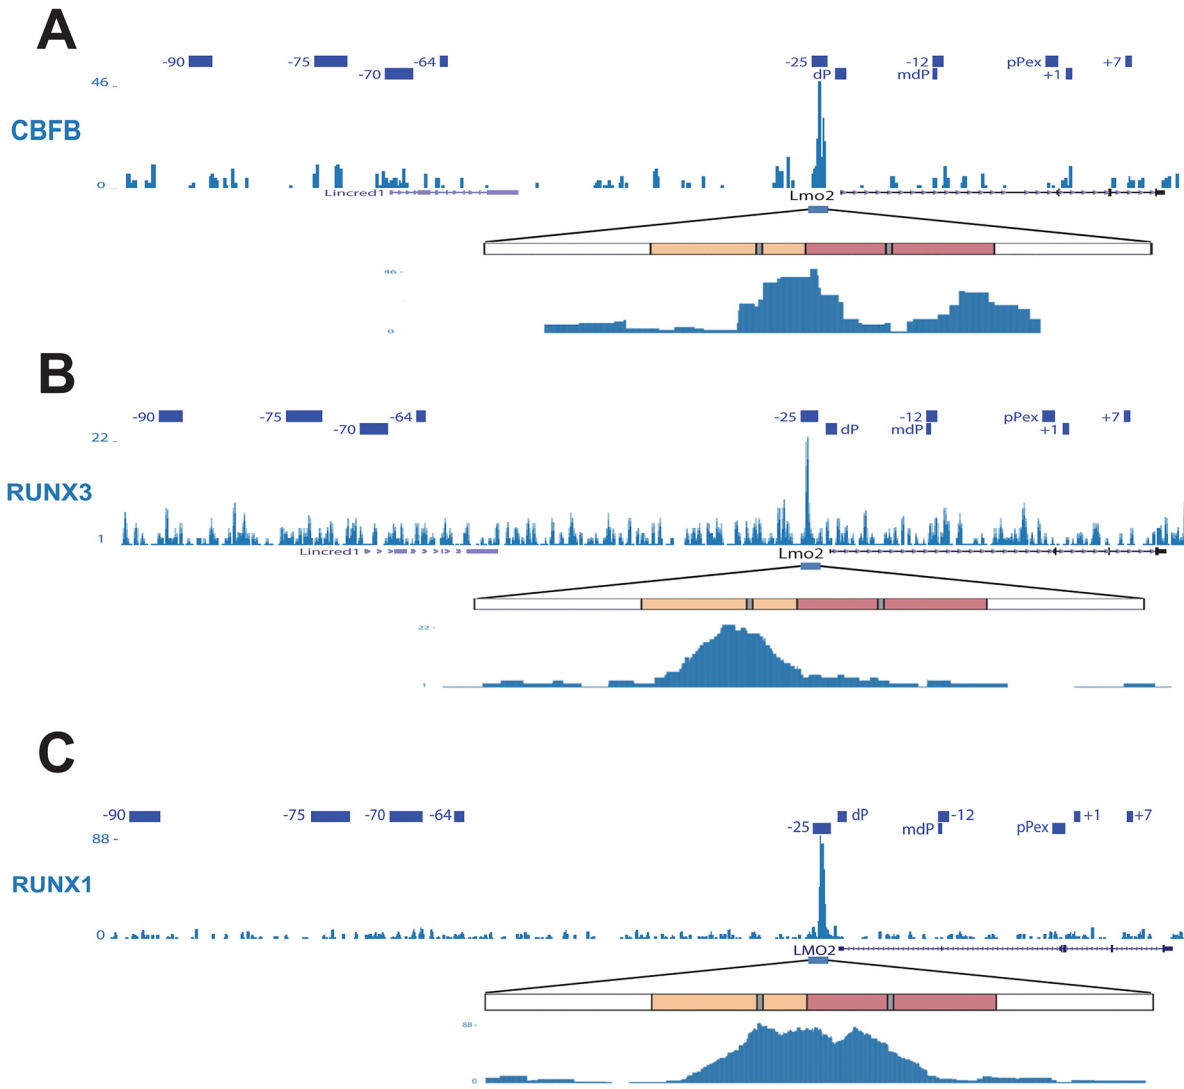 A
-90 -75 -64 -25 -12 pPex +7
-70 dP mdP +1
46
CBFB
0
Lincred1
Lmo2
46
0
B
-90 -75 -64 -25 -12 pPex +7
-70 dP mdP +1
22
RUNX3
1
Lincred1
Lmo2
22
1
C
-90 -75 -70 -64 dP -12 +1 +7
-25 mdP pPex
88
RUNX1
0
LMO2
88
0